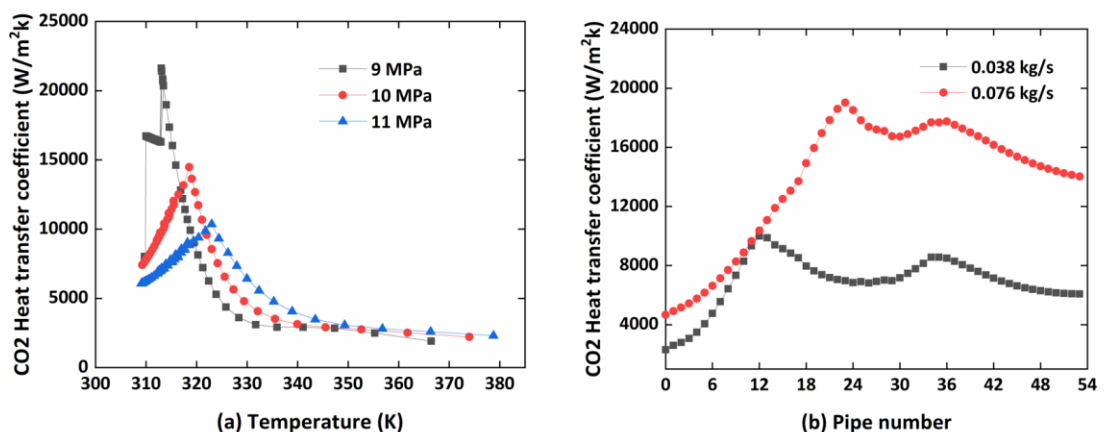 CO2 Heat transfer coefficient (W/m²k)
25000
20000
15000
10000
5000
0
9 MPa
10 MPa
11 MPa
300 310 320 330 340 350 360 370 380
(a) Temperature (K)
CO2 Heat transfer coefficient (W/m²k)
24000
20000
16000
12000
8000
4000
0.038 kg/s
0.076 kg/s
0 6 12 18 24 30 36 42 48 54
(b) Pipe number